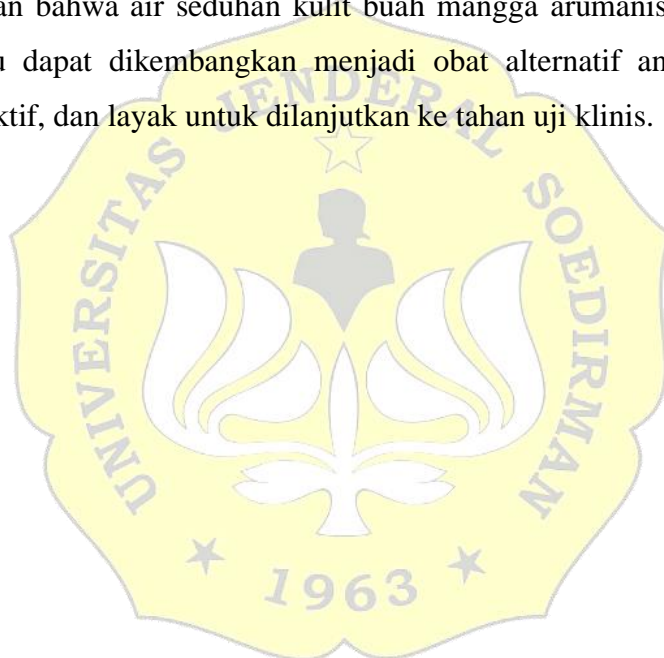 an bahwa air seduhan kulit buah mangga arumanis
u dapat dikembangkan menjadi obat alternatif an
ktif, dan layak untuk dilanjutkan ke tahan uji klinis.
UNIVERSITAS JENDERAL SOEDIRMAN
1963